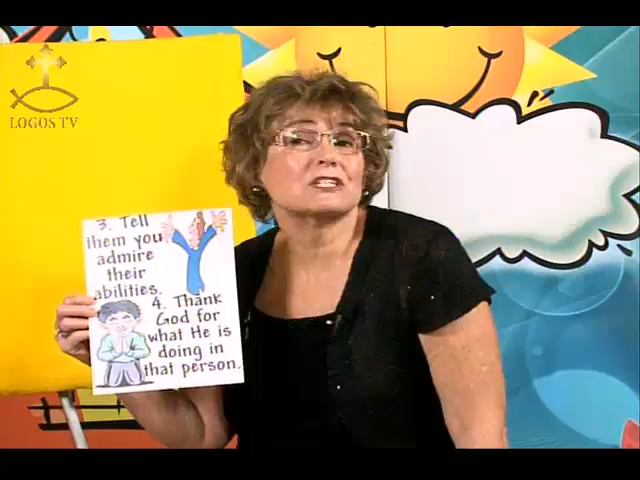 LOGOS TV
3. Tell
them you
admire
their
abilities.
4. Thank
God for
what He is
doing in
that person.